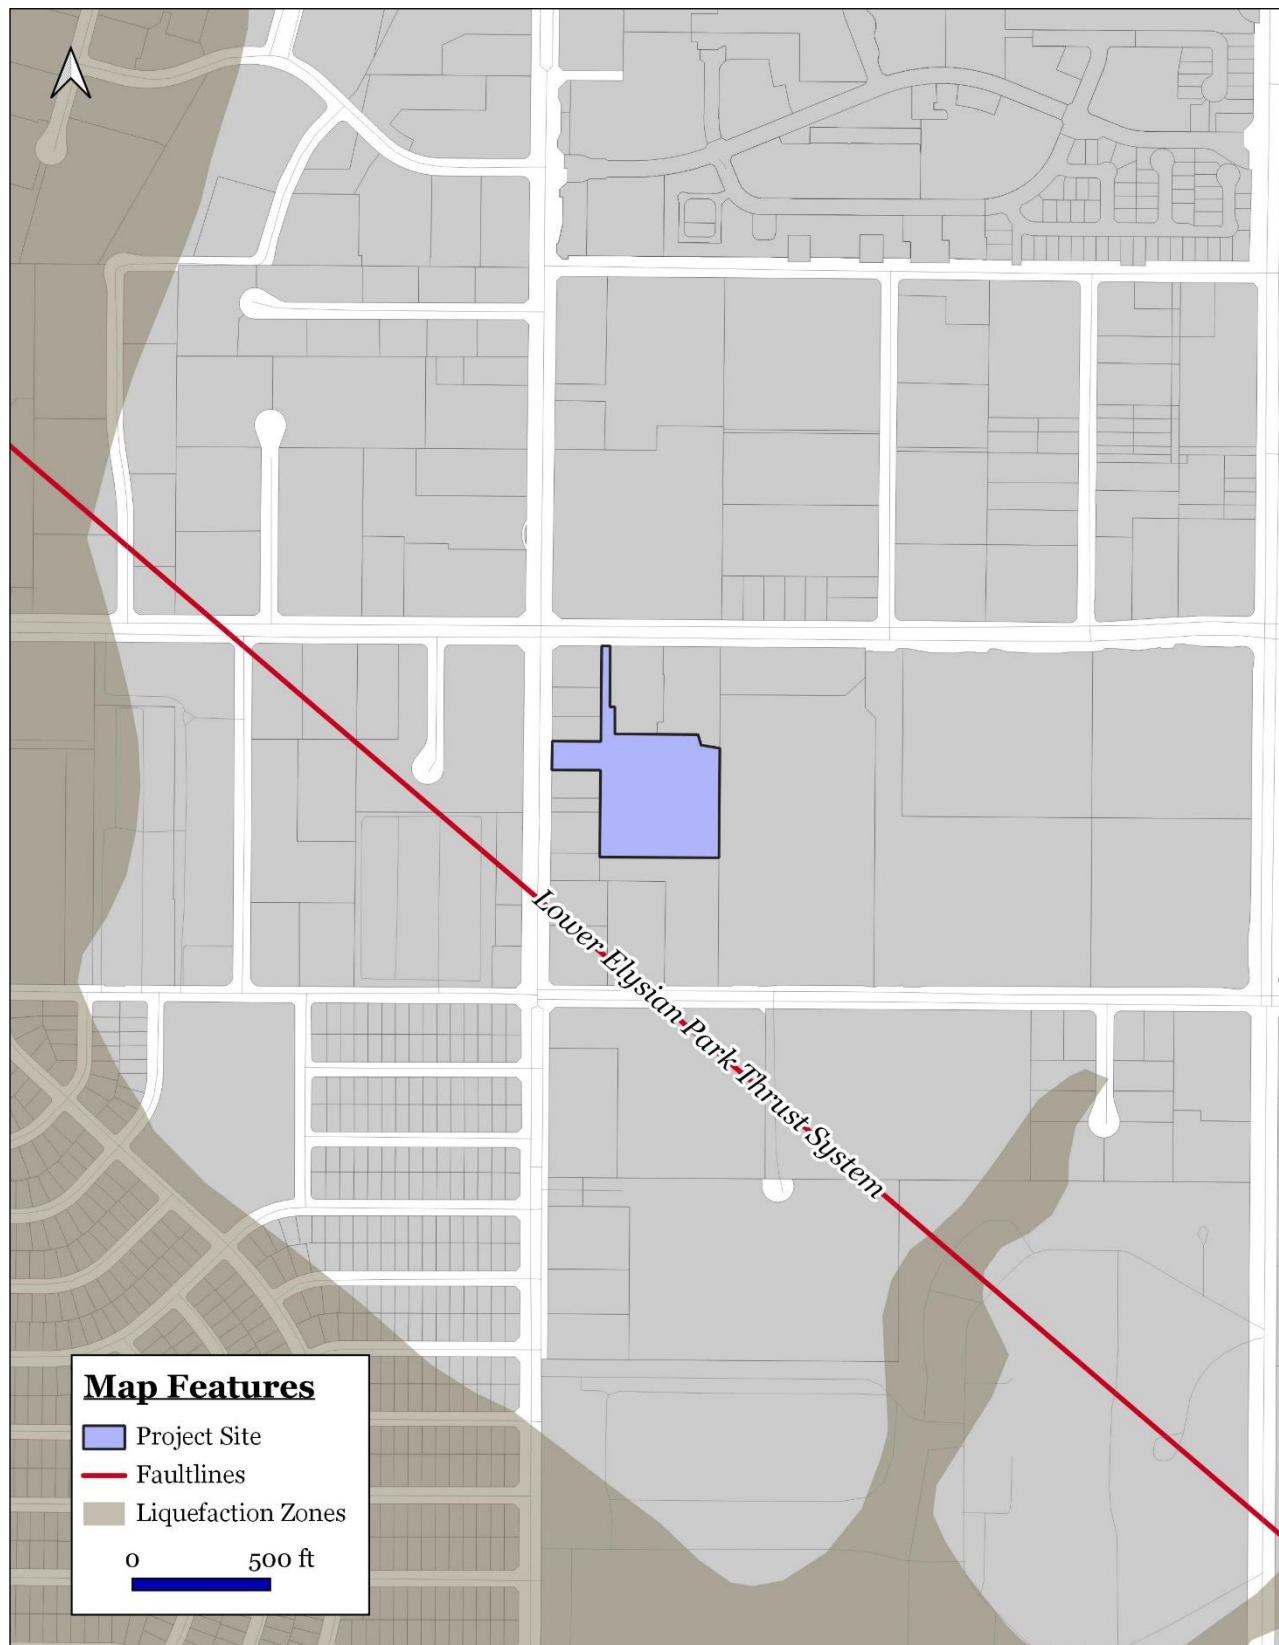 Lower Elysian Park Thrust System
Map Features
Project Site
Faultlines
Liquefaction Zones
0 500 ft